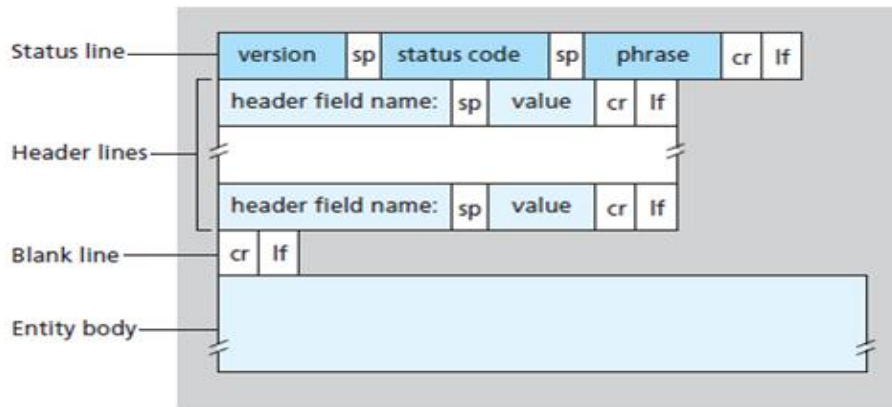 Status line version sp status code sp phrase cr lf
header field name: sp value cr lf
Header lines
header field name: sp value cr lf
Blank line cr lf
Entity body